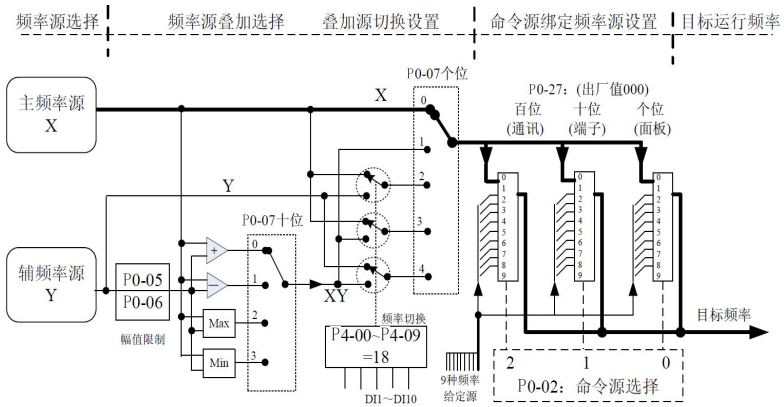 频率源选择
频率源叠加选择
叠加源切换设置
命令源绑定频率源设置
目标运行频率
P0-07个位
主频率源
X
X
0
1
2
3
4
P0-27：(出厂值000)
百位
(通讯)
十位
(端子)
个位
(面板)
0
1
2
3
4
5
6
7
8
9
0
1
2
3
4
5
6
7
8
9
0
1
2
3
4
5
6
7
8
9
Y
P0-07十位
辅频率源
Y
P0-05
P0-06
幅值限制
+
—
Max
Min
0
1
2
3
XY
频率切换
P4-00~P4-09
=18
DI1～DI10
9种频率
给定源
目标频率
2
1
0
P0-02：命令源选择